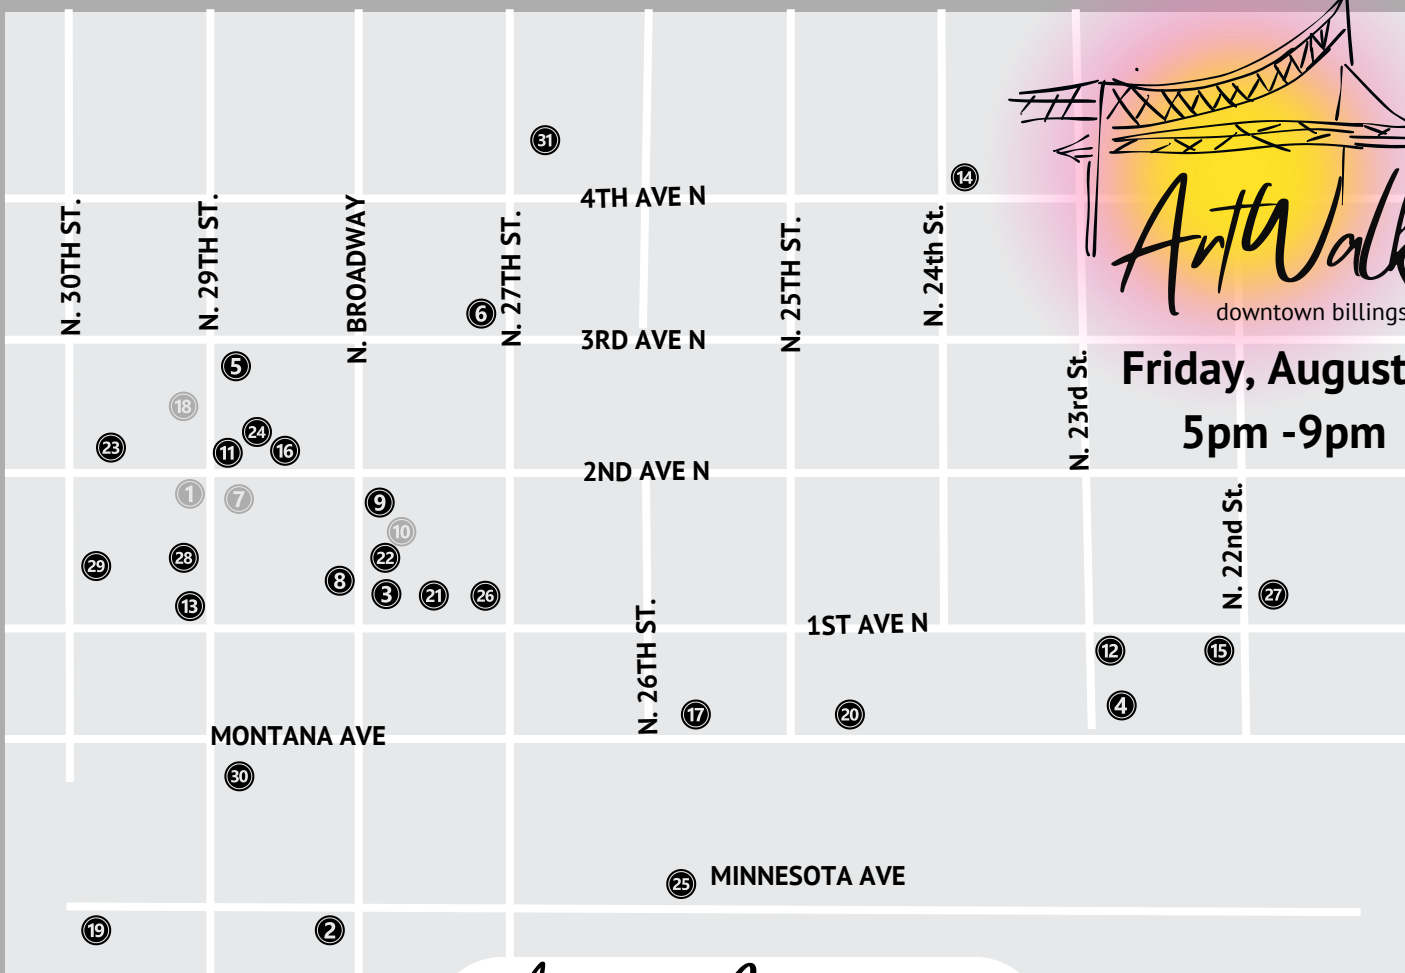 31
4TH AVE N
14
N. 30TH ST.
N. 29TH ST.
N. BROADWAY
N. 27TH ST.
N. 25TH ST.
N. 24th St.
ArtWalk
downtown billings
6
3RD AVE N
5
N. 23rd St.
Friday, August
5pm -9pm
18
23
11
24
16
2ND AVE N
1
7
9
10
N. 22nd St.
29
28
8
22
13
3
21
26
27
N. 26TH ST.
1ST AVE N
12
15
17
20
4
MONTANA AVE
30
25
MINNESOTA AVE
19
2